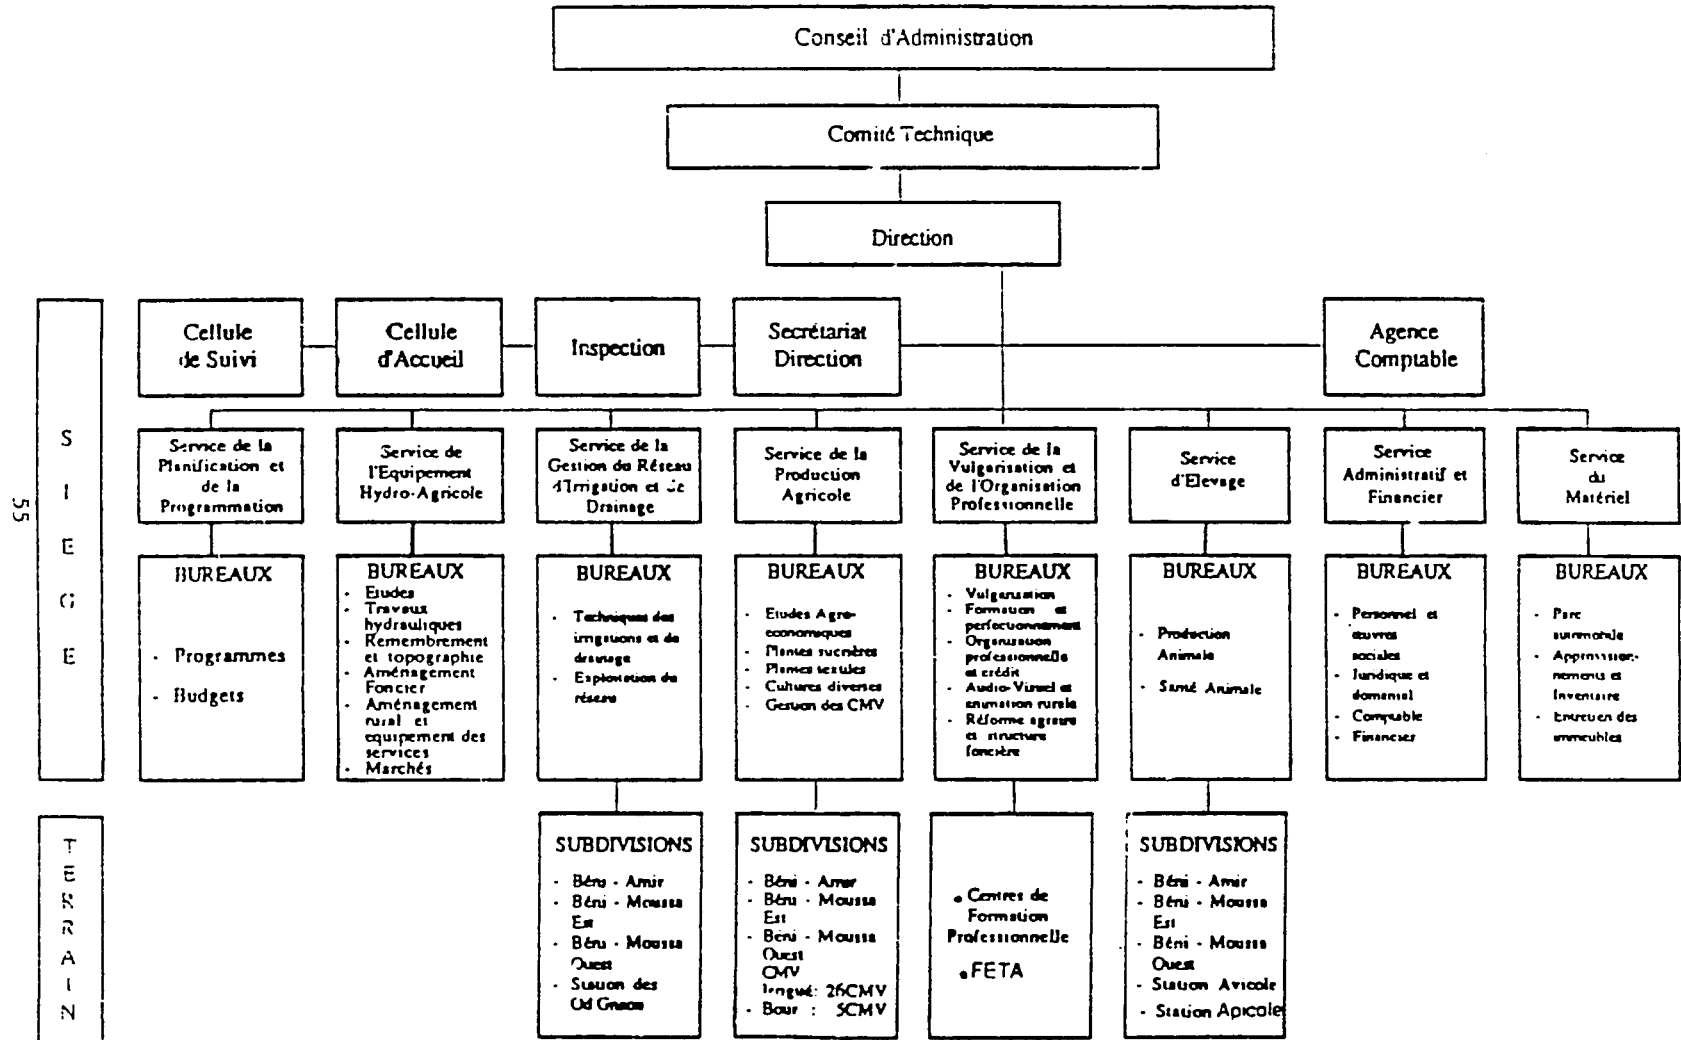 Conseil d'Administration
Comité Technique
Direction
Cellule
de Suivi
Cellule
d'Accueil
Inspection
Secrétariat
Direction
Agence
Comptable
SIEGE
55
Service de la
Planification et
de la
Programmation
Service de
l'Equipement
Hydro-Agricole
Service de la
Gestion du Réseau
d'Irrigation et de
Drainage
Service de la
Production
Agricole
Service de la
Vulgarisation et
de l'Organisation
Professionnelle
Service
d'Elevage
Service
Administratif et
Financier
Service
du
Matériel
BUREAUX
- Programmes
- Budgets
BUREAUX
- Etudes
- Travaux
hydrauliques
- Remembrement
et topographie
- Aménagement
Foncier
- Aménagement
rural et
equipement des
services
- Marchés
BUREAUX
- Techniques des
irrigations et de
drainage
- Exploitation du
réseau
BUREAUX
- Etudes Agro-
economiques
- Plantes sucrières
- Plantes textiles
- Cultures diverses
- Gestion des CMV
BUREAUX
- Vulgarisation
- Formation et
perfectionnement
- Organisation
professionnelle
et crédit
- Audio-Visuel et
animation rurale
- Réforme agraire
et structure
foncière
BUREAUX
- Production
Animale
- Santé Animale
BUREAUX
- Personnel et
œuvres
sociales
- Juridique et
domanial
- Comptable
- Financier
BUREAUX
- Parc
automobile
- Approvision-
nements et
Inventaire
- Entretien des
immeubles
TERRAIN
SUBDIVISIONS
- Béni - Amir
- Béni - Moussa
Est
- Béni - Moussa
Ouest
- Station des
Od
SUBDIVISIONS
- Béni - Amir
- Béni - Moussa
Est
- Béni - Moussa
Ouest
CMV
26CMV
- Bour : 5CMV
• Centres de
Formation
Professionnelle
• FETA
SUBDIVISIONS
- Béni - Amir
- Béni - Moussa
Est
- Béni - Moussa
Ouest
- Station Avicole
- Station Apicole